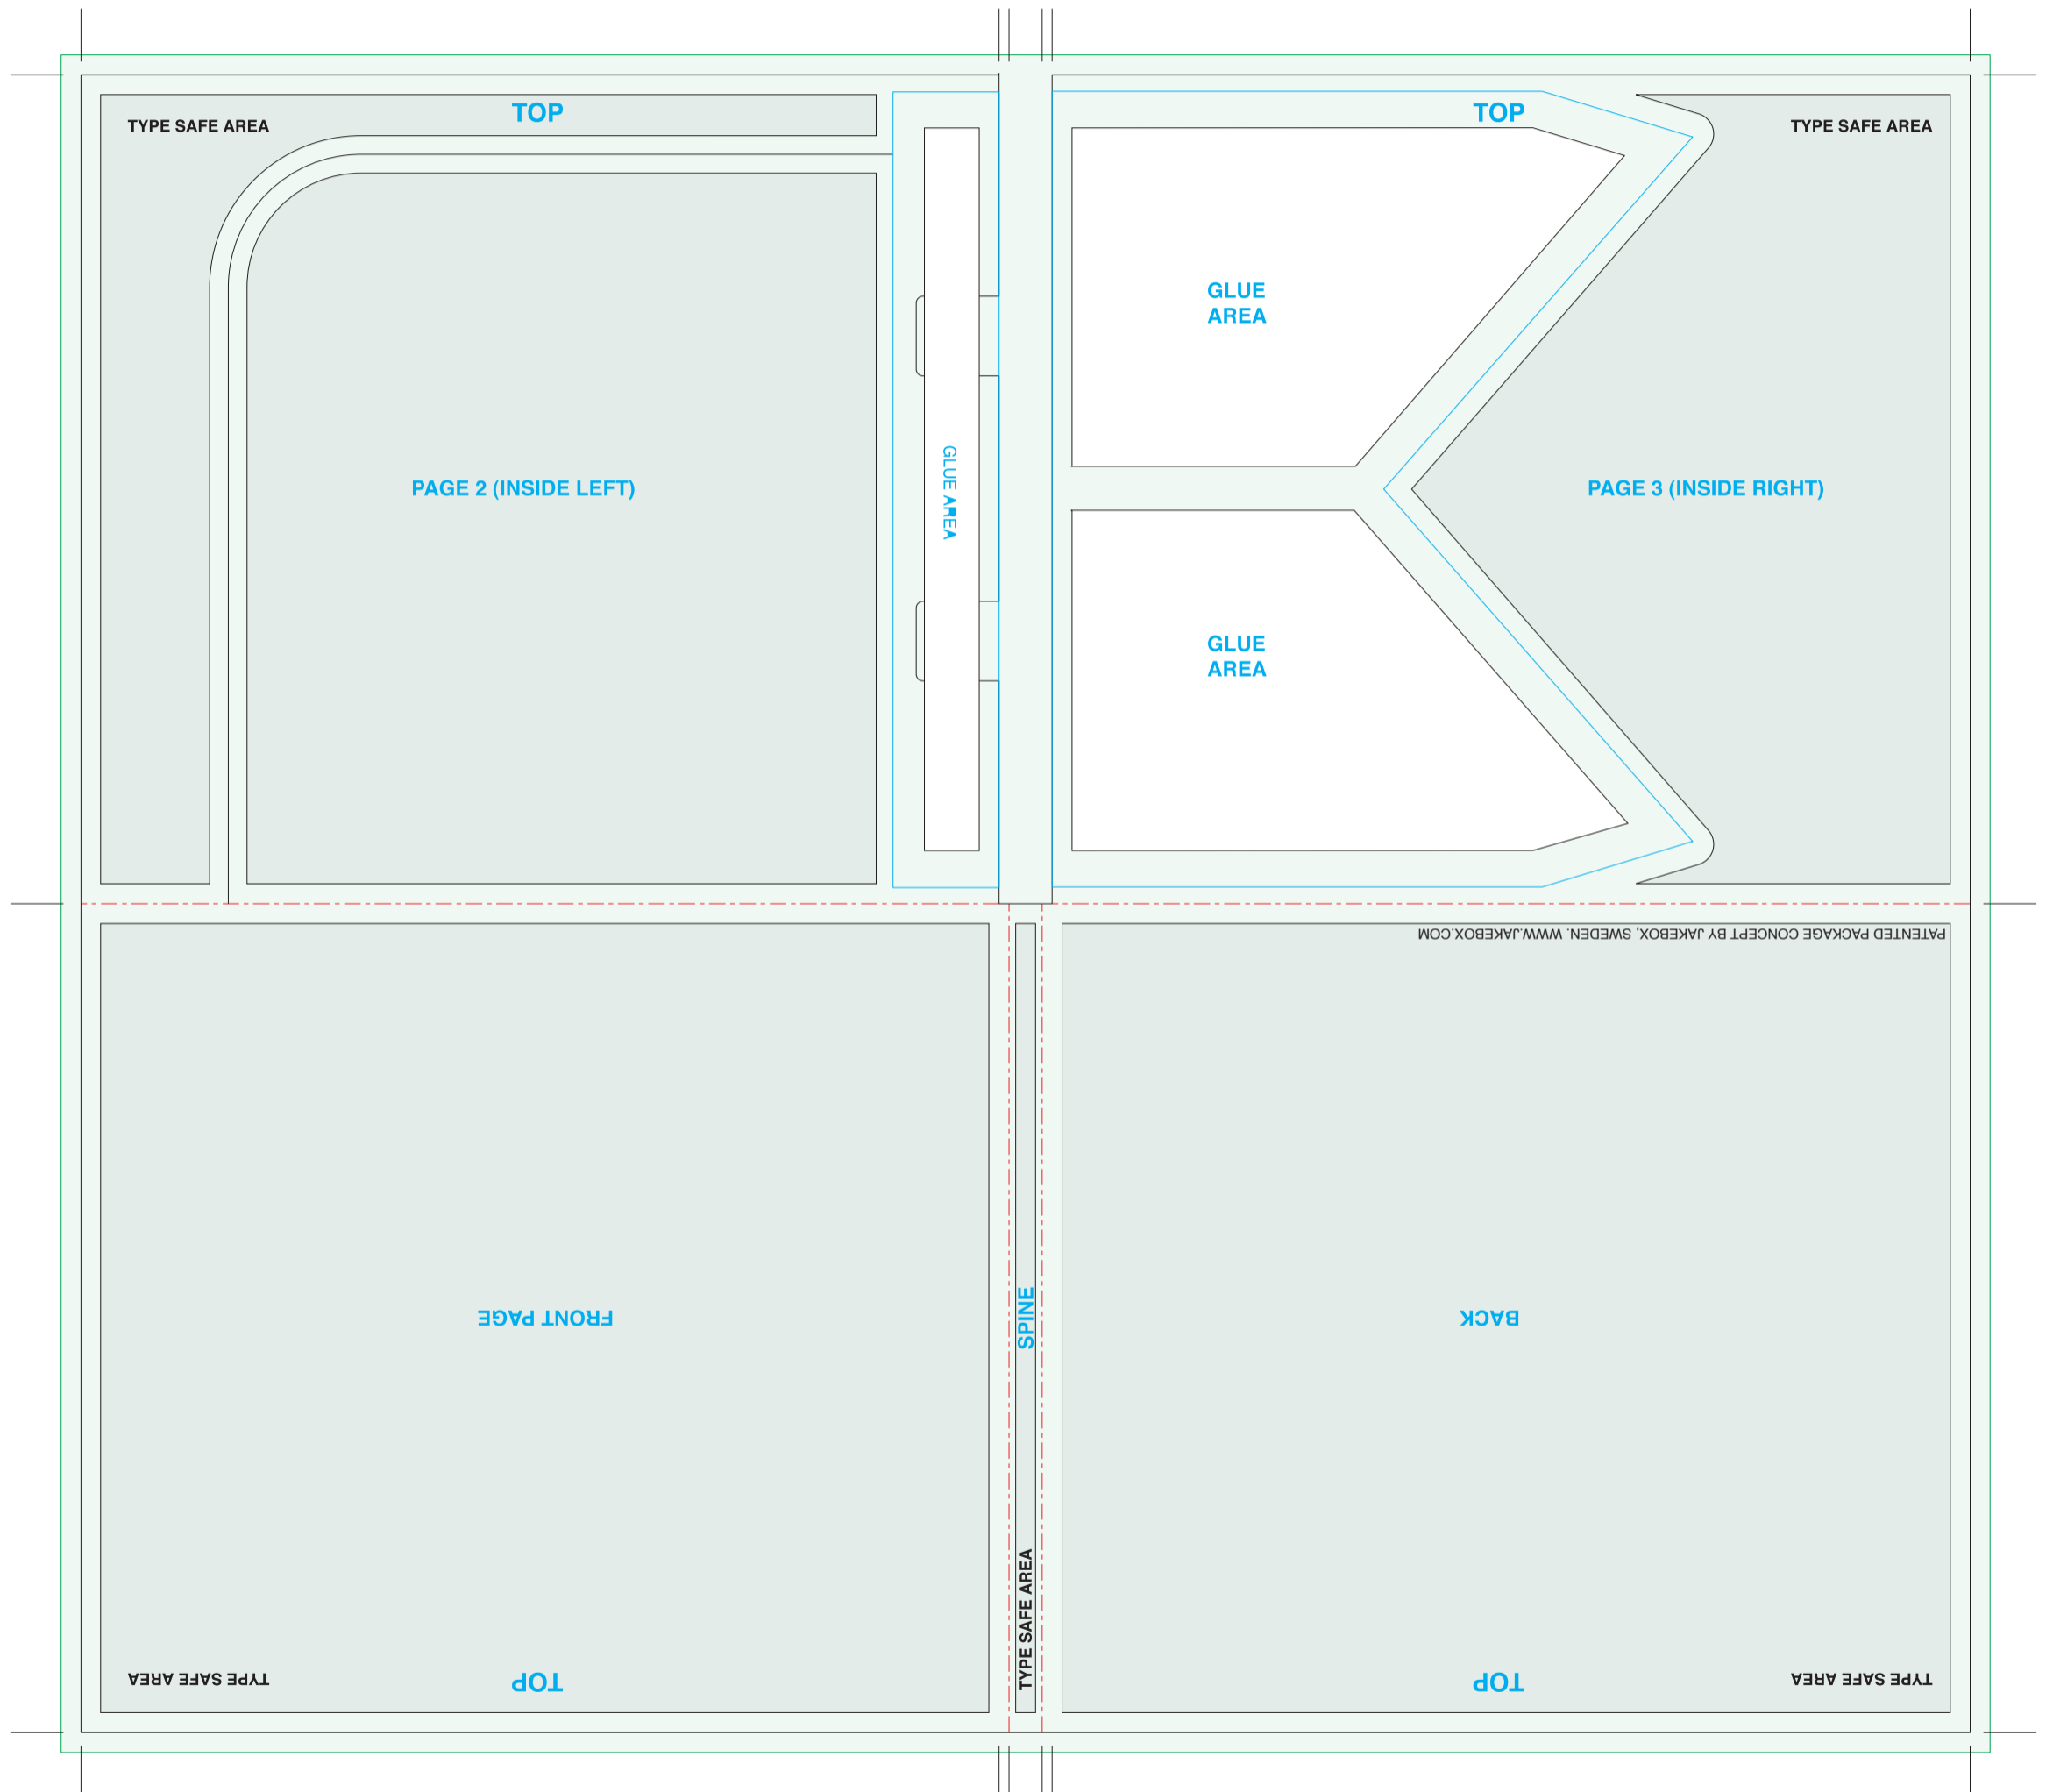 TOP
TYPE SAFE AREA
PAGE 2 (INSIDE LEFT)
GLUE AREA
TOP
TYPE SAFE AREA
GLUE
AREA
PAGE 3 (INSIDE RIGHT)
GLUE
AREA
PATENTED PACKAGE CONCEPT BY JAKEBOX, SWEDEN. WWW.JAKEBOX.COM
FRONT PAGE
SPINE
BACK
TYPE SAFE AREA
TOP
TYPE SAFE AREA
TOP
TYPE SAFE AREA